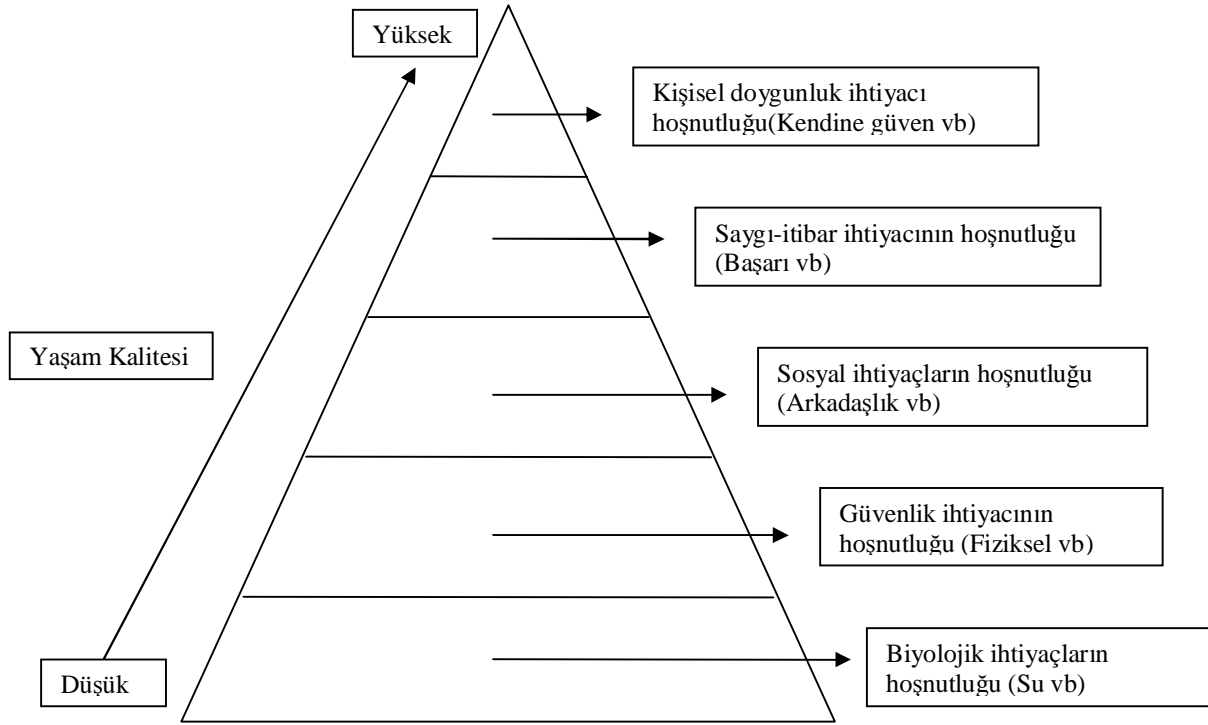 Yüksek
Kişisel doygunluk ihtiyacı
hoşnutluğu(Kendine güven vb)
Saygı-itibar ihtiyacının hoşnutluğu
(Başarı vb)
Yaşam Kalitesi
Sosyal ihtiyaçların hoşnutluğu
(Arkadaşlık vb)
Güvenlik ihtiyacının
hoşnutluğu (Fiziksel vb)
Düşük
Biyolojik ihtiyaçların
hoşnutluğu (Su vb)